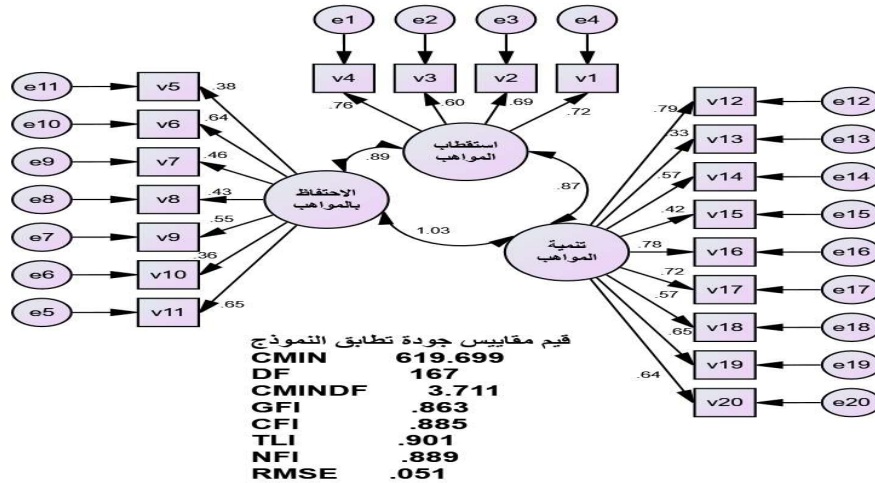 e1 e2 e3 e4
v4 v3 v2 v1
.76 .60 .69 .72
e11 v5 .38
e10 v6 .64
e9 v7 .46
e8 v8 .43
e7 v9 .55
e6 v10 .36
e5 v11 .65
استقطاب
المواهب
.89
.87
الاحتفاظ
بالمواهب
1.03
تنمية
المواهب
.79 v12 e12
.33 v13 e13
.57 v14 e14
.42 v15 e15
.78 v16 e16
.72 v17 e17
.57 v18 e18
.65 v19 e19
.64 v20 e20
قيم مقاييس جودة تطابق النموذج
CMIN 619.699
DF 167
CMINDF 3.711
GFI .863
CFI .885
TLI .901
NFI .889
RMSE .051